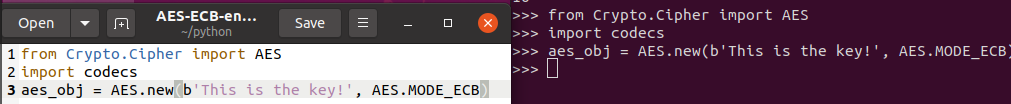 Open
AES-ECB-en...
~/python
Save
1 from Crypto.Cipher import AES
2 import codecs
3 aes_obj = AES.new(b'This is the key!', AES.MODE_ECB)
>>> from Crypto.Cipher import AES
>>> import codecs
>>> aes_obj = AES.new(b'This is the key!', AES.MODE_ECB)
>>>